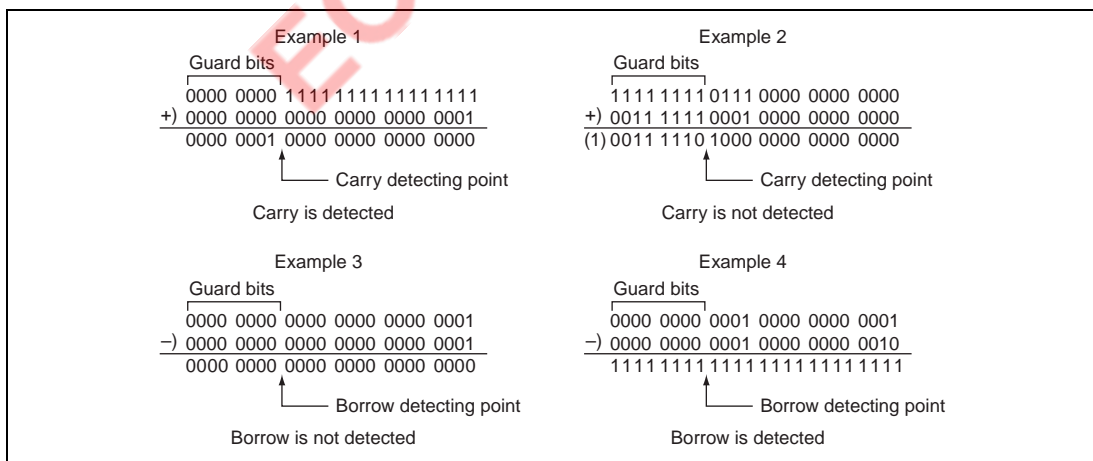 EC
Example 1
Guard bits
0000 0000 1111 1111 1111 1111
+) 0000 0000 0000 0000 0000 0001
0000 0001 0000 0000 0000 0000
Carry detecting point
Carry is detected
Example 2
Guard bits
1111 1111 0111 0000 0000 0000
+) 0011 1111 0001 0000 0000 0000
(1) 0011 1110 1000 0000 0000 0000
Carry detecting point
Carry is not detected
Example 3
Guard bits
0000 0000 0000 0000 0000 0001
–) 0000 0000 0000 0000 0000 0001
0000 0000 0000 0000 0000 0000
Borrow detecting point
Borrow is not detected
Example 4
Guard bits
0000 0000 0001 0000 0000 0001
–) 0000 0000 0001 0000 0000 0010
1111 1111 1111 1111 1111 1111
Borrow detecting point
Borrow is detected